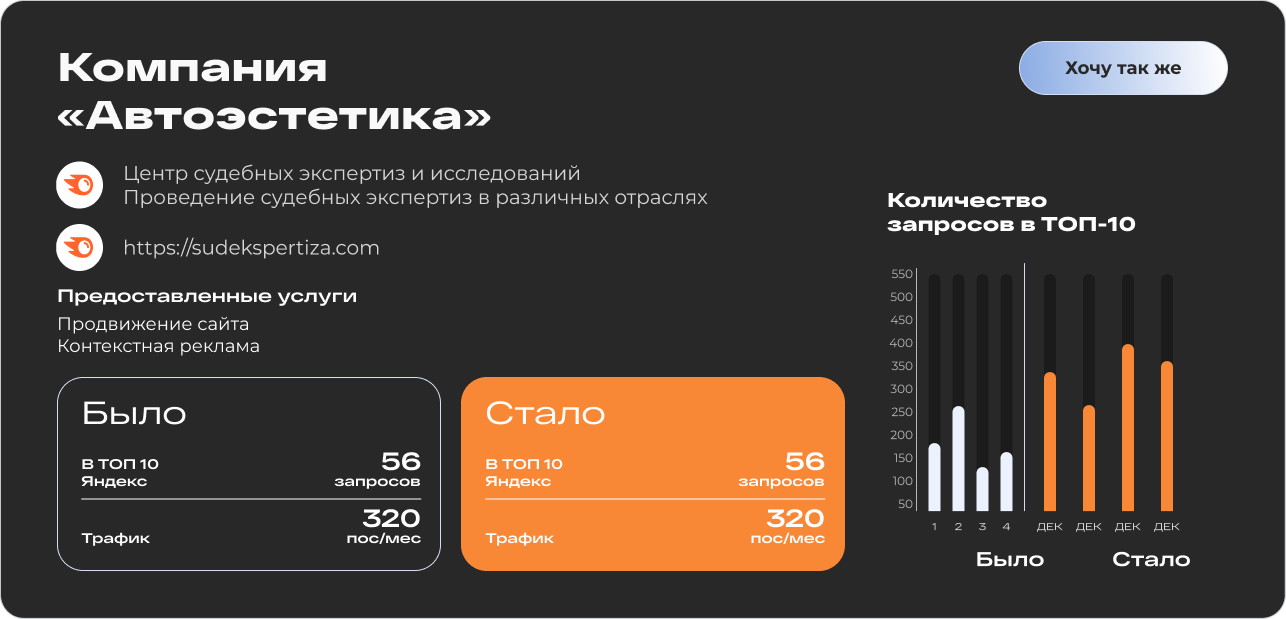 Компания
«Автоэстетика»
Хочу так же
Центр судебных экспертиз и исследований
Проведение судебных экспертиз в различных отраслях
https://sudekspertiza.com
Предоставленные услуги
Продвижение сайта
Контекстная реклама
Было
В ТОП 10
Яндекс
56
запросов
Трафик
320
пос/мес
Стало
В ТОП 10
Яндекс
56
запросов
Трафик
320
пос/мес
Количество
запросов в ТОП-10
550
500
450
400
350
300
250
200
150
100
50
1 2 3 4 ДЕК ДЕК ДЕК ДЕК
Было Стало